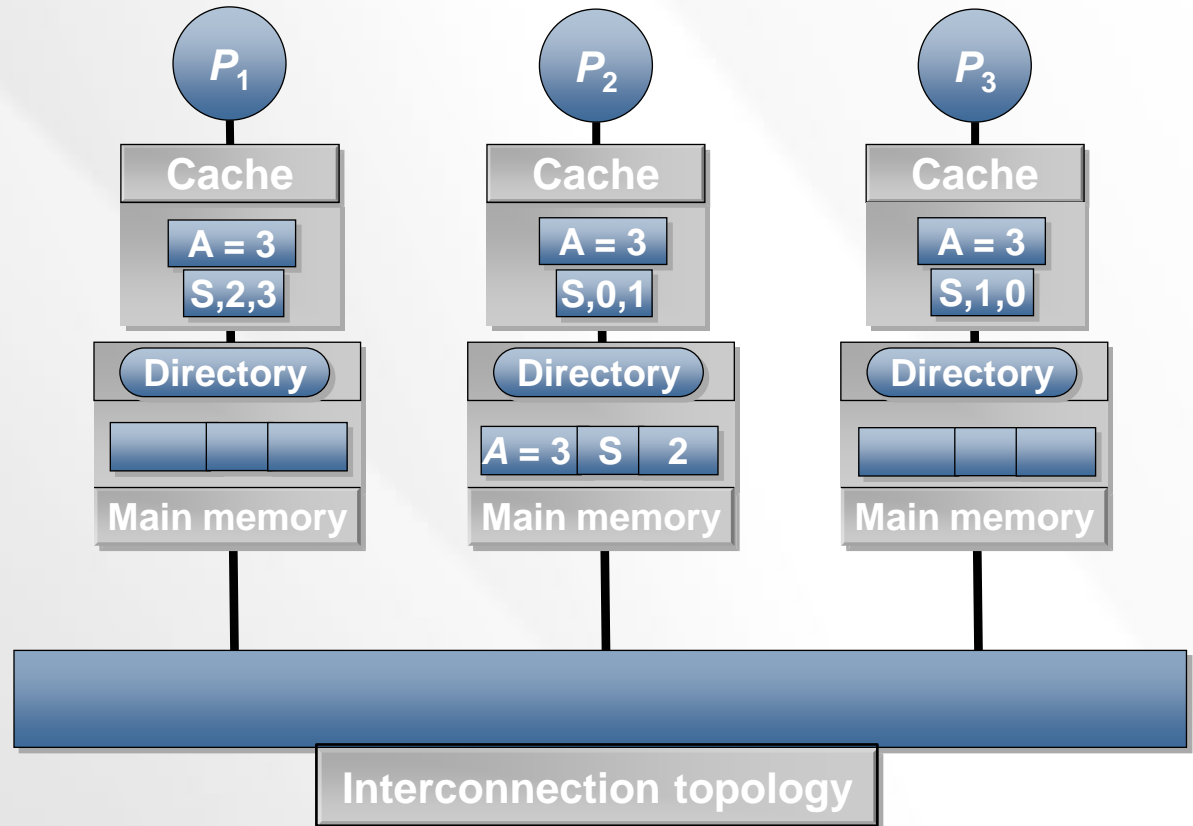 P1
Cache
A = 3
S,2,3
Directory
Main memory
P2
Cache
A = 3
S,0,1
Directory
A = 3 S 2
Main memory
P3
Cache
A = 3
S,1,0
Directory
Main memory
Interconnection topology